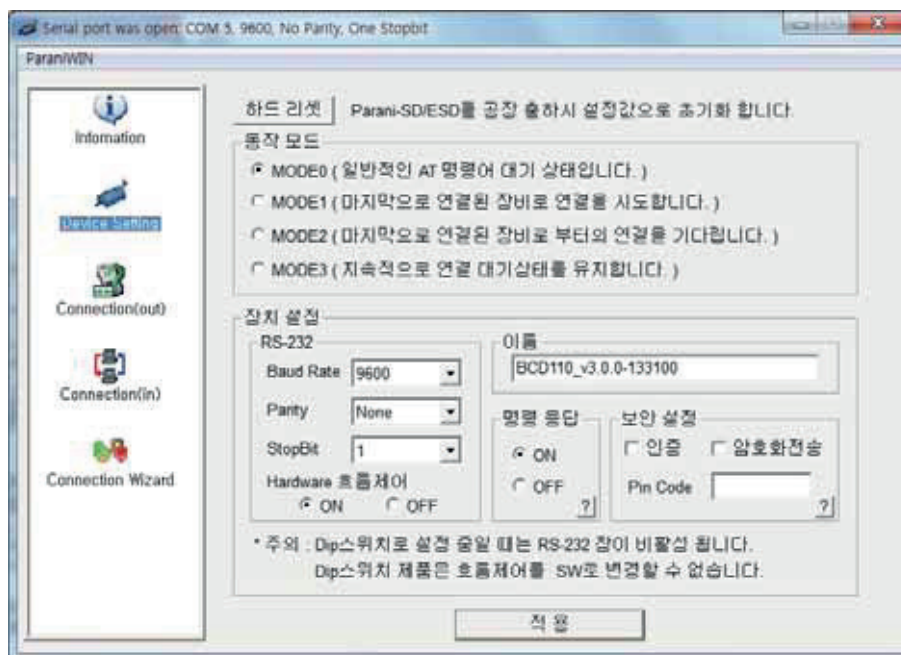 Serial port was open: COM 5, 9600, No Parity, One Stopbit
ParaniWIN
Infomation
Device Setting
Connection(out)
Connection(in)
Connection Wizard
하드 리셋 Parani-SD/ESD를 공장 출하시 설정값으로 초기화 합니다.
동작 모드
MODE0 ( 일반적인 AT 명령어 대기 상태입니다. )
MODE1 ( 마지막으로 연결된 장비로 연결을 시도합니다. )
MODE2 ( 마지막으로 연결된 장비로 부터의 연결을 기다립니다. )
MODE3 ( 지속적으로 연결 대기상태를 유지합니다. )
장치 설정
RS-232
Baud Rate 9600
Parity None
StopBit 1
Hardware 흐름제어
ON OFF
이름
BCD110_v3.0.0-133100
명령 응답
ON
OFF
?
보안 설정
인증 암호화전송
Pin Code
?
* 주의 : Dip스위치로 설정 중일 때는 RS-232 창이 비활성 됩니다.
Dip스위치 제품은 흐름제어를 SW로 변경할 수 없습니다.
적 용